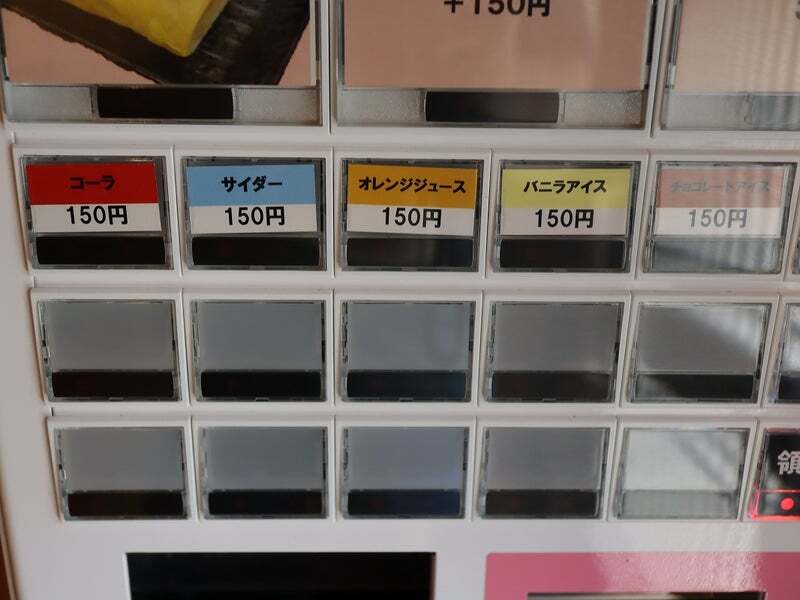 +150円
コーラ
150円
サイダー
150円
オレンジジュース
150円
バニラアイス
150円
チョコレートアイス
150円
領